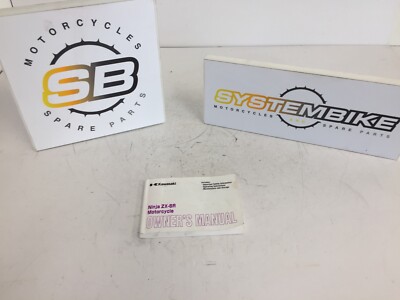 MOTORCYCLES
SB
SPARE PARTS
SYSTEMBIKE
MOTORCYCLES SPARE PARTS
Kawasaki
Ninja ZX-6R
Motorcycle
OWNER'S MANUAL